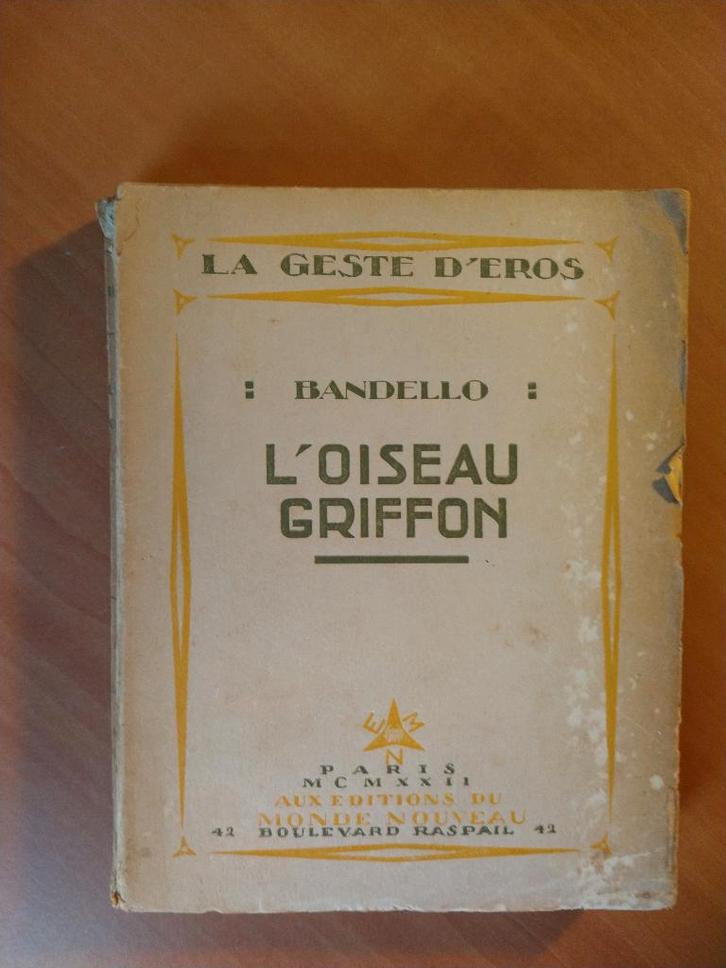 LA GESTE D'EROS
: BANDELLO :
L'OISEAU
GRIFFON
E M
N
PARIS
MCMXXII
AUX EDITIONS DU
MONDE NOUVEAU
42 BOULEVARD RASPAIL 42